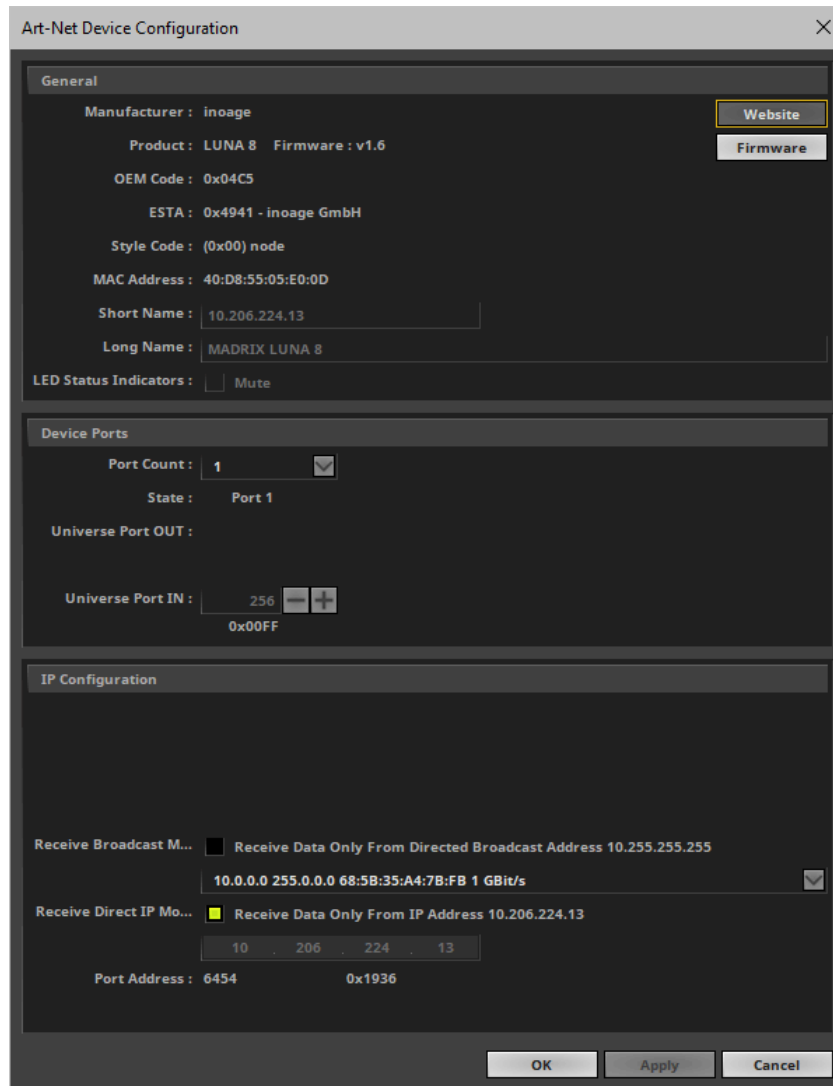 Art-Net Device Configuration
General
Manufacturer : inoage
Website
Product : LUNA 8 Firmware : v1.6
Firmware
OEM Code : 0x04C5
ESTA : 0x4941 - inoage GmbH
Style Code : (0x00) node
MAC Address : 40:D8:55:05:E0:0D
Short Name : 10.206.224.13
Long Name : MADRIX LUNA 8
LED Status Indicators : Mute
Device Ports
Port Count : 1
State : Port 1
Universe Port OUT :
Universe Port IN : 256
0x00FF
IP Configuration
Receive Broadcast M... Receive Data Only From Directed Broadcast Address 10.255.255.255
10.0.0.0 255.0.0.0 68:5B:35:A4:7B:FB 1 GBit/s
Receive Direct IP Mo... Receive Data Only From IP Address 10.206.224.13
10 . 206 . 224 . 13
Port Address : 6454 0x1936
OK Apply Cancel